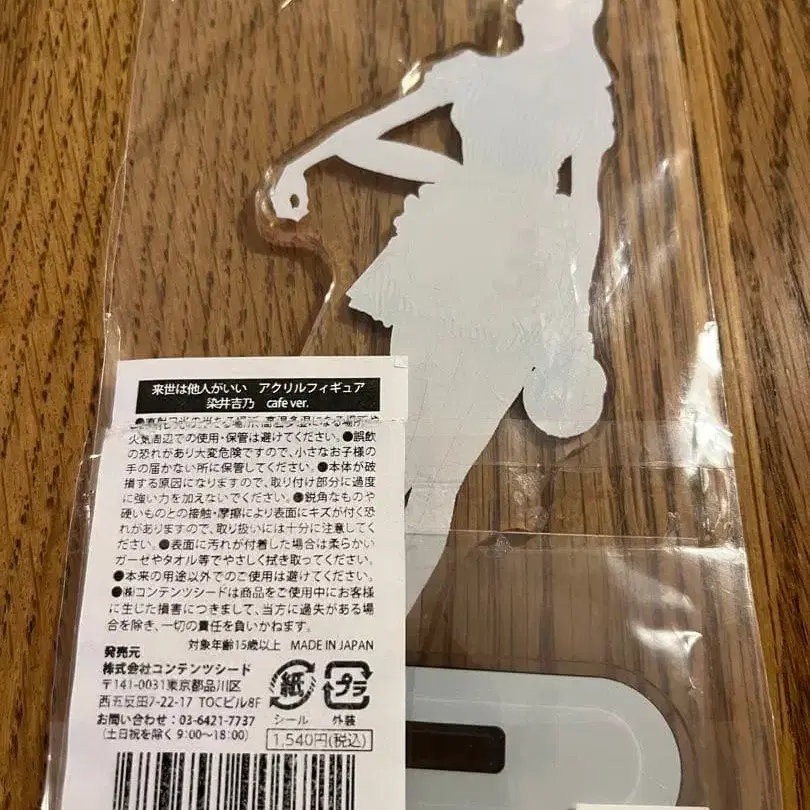 来世は他人がいい　アクリルフィギュア
染井吉乃　cafe ver.
火気周辺での使用・保管は避けてください。●誤飲
の恐れがあり大変危険ですので、小さなお子様の
手の届かない所に保管してください。●本体が破
損する原因になりますので、取り付け部分に過度
に強い力を加えないでください。●鋭角なものや
硬いものとの接触・摩擦により表面にキズが付く恐
れがありますので、取り扱いには十分に注意してく
ださい。●表面に汚れが付着した場合は柔らかい
ガーゼやタオル等でやさしく拭き取ってください。
●本来の用途以外でのご使用は避けてください。
●㈱コンテンツシードは商品をご使用中にお客様
に生じた損害につきまして、当方に過失がある場
合を除き、一切の責任を負いかねます。
対象年齢15歳以上　MADE IN JAPAN
発売元
株式会社コンテンツシード
〒141-0031東京都品川区
西五反田7-22-17 TOCビル8F
お問い合わせ：03-6421-7737
（土日祝を除く 9:00～18:00）
紙
シール
プラ
外装
1,540円(税込)